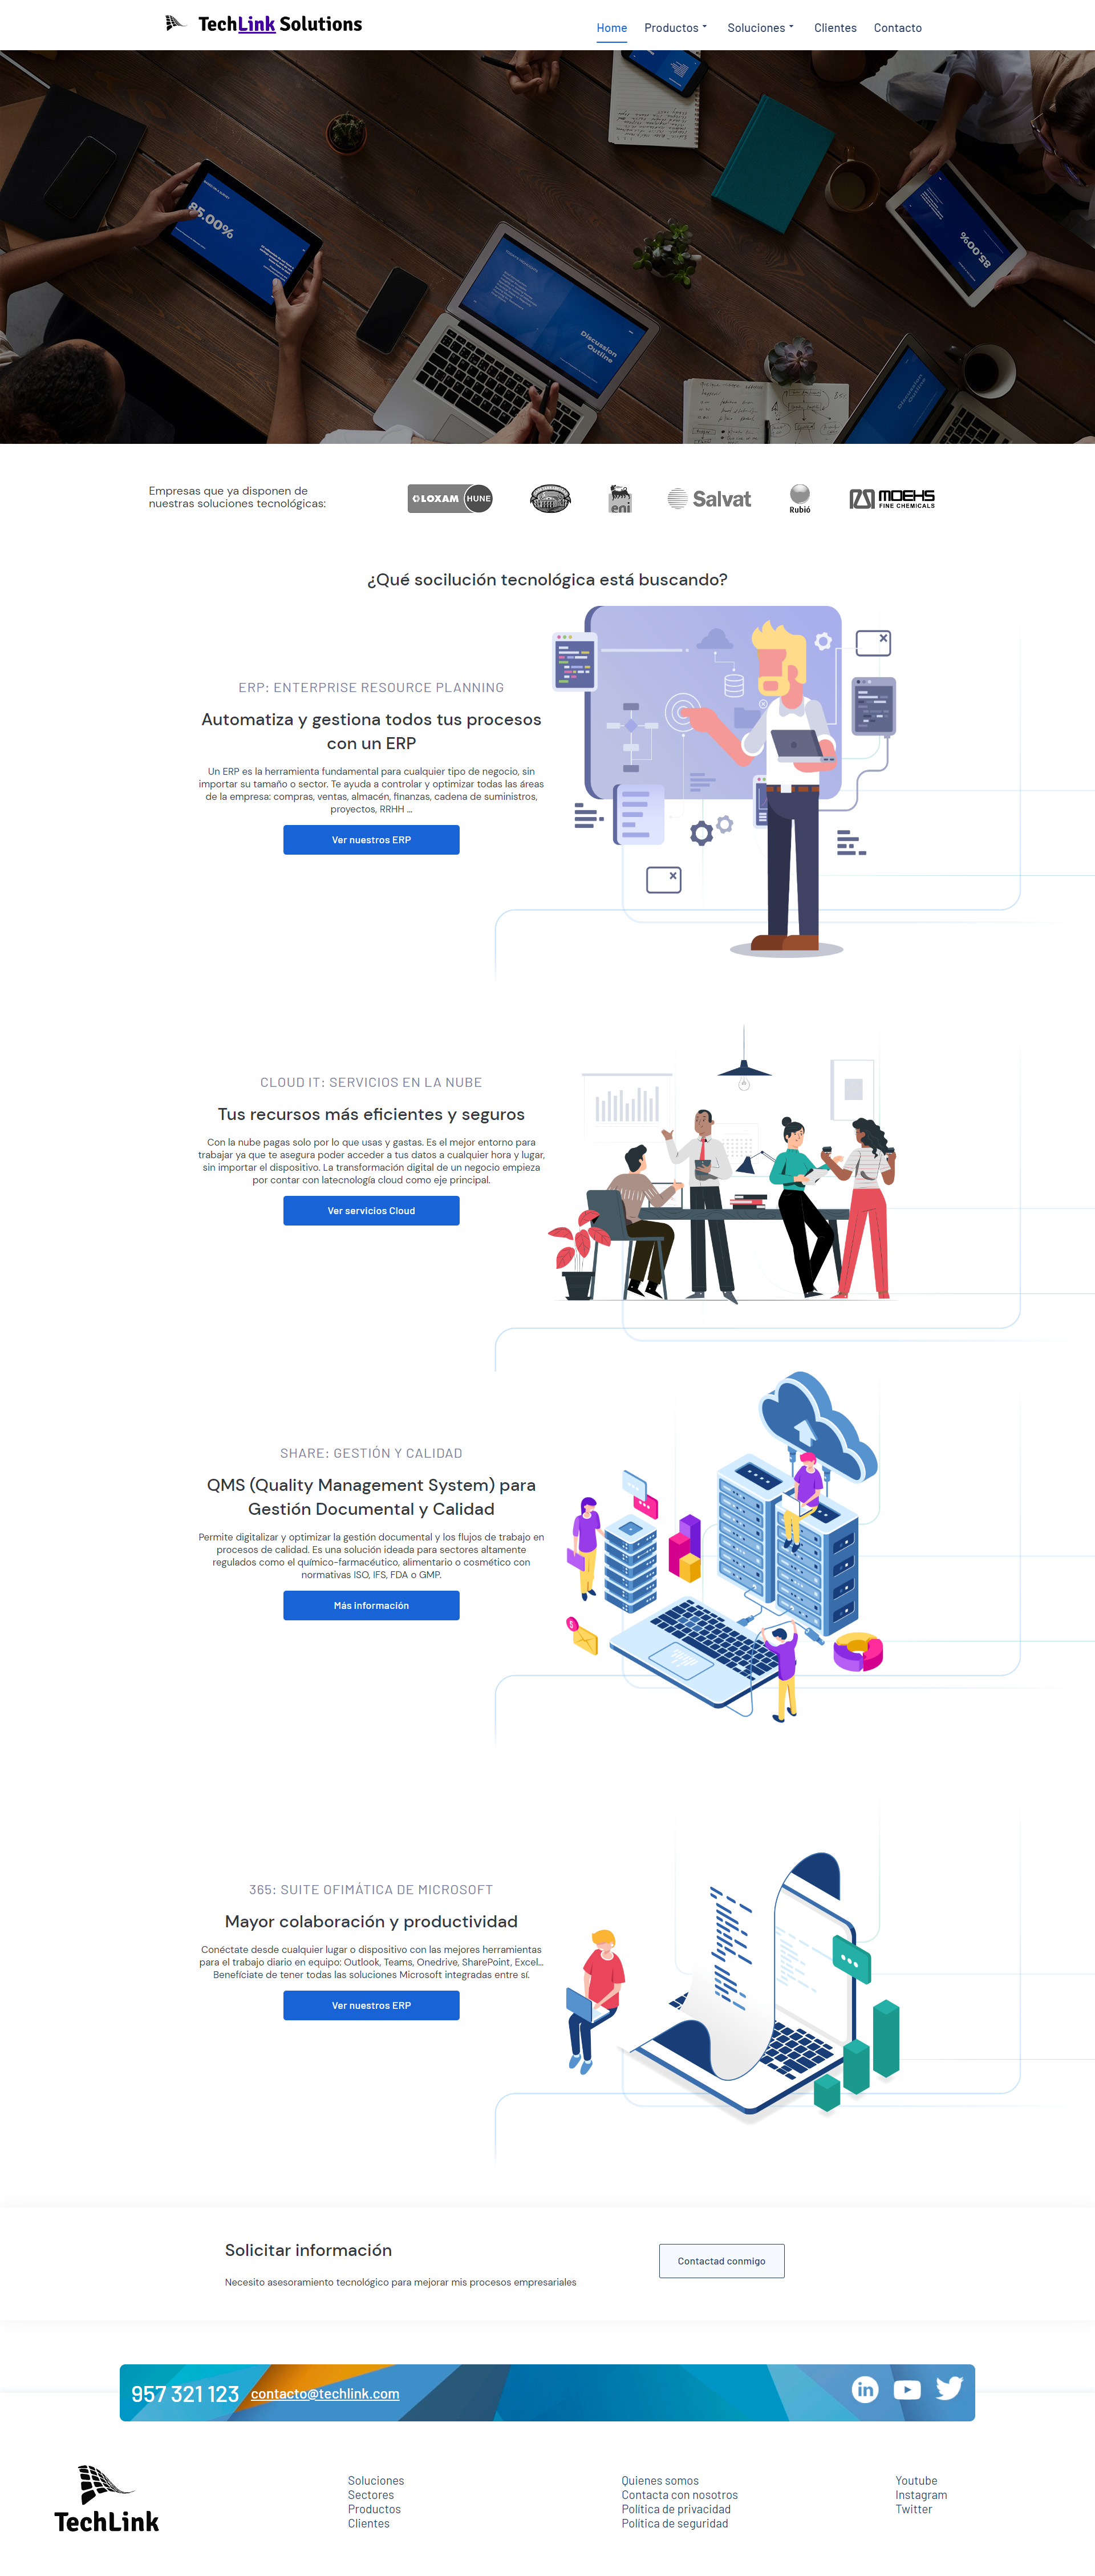 TechLink Solutions
Home Productos Soluciones Clientes Contacto
85.00%
85.00%
Discussion
Outline
Empresas que ya disponen de
nuestras soluciones tecnológicas:
LOXAM HUNE
eni
Salvat
Rubió
MOEHS
FINE CHEMICALS
¿Qué socilución tecnológica está buscando?
ERP: ENTERPRISE RESOURCE PLANNING
Automatiza y gestiona todos tus procesos
con un ERP
Un ERP es la herramienta fundamental para cualquier tipo de negocio, sin
importar su tamaño o sector. Te ayuda a controlar y optimizar todas las áreas
de la empresa: compras, ventas, almacén, finanzas, cadena de suministros,
proyectos, RRHH ...
Ver nuestros ERP
CLOUD IT: SERVICIOS EN LA NUBE
Tus recursos más eficientes y seguros
Con la nube pagas solo por lo que usas y gastas. Es el mejor entorno para
trabajar ya que te asegura poder acceder a tus datos a cualquier hora y lugar,
sin importar el dispositivo. La transformación digital de un negocio empieza
por contar con latecnología cloud como eje principal.
Ver servicios Cloud
SHARE: GESTIÓN Y CALIDAD
QMS (Quality Management System) para
Gestión Documental y Calidad
Permite digitalizar y optimizar la gestión documental y los flujos de trabajo en
procesos de calidad. Es una solución ideada para sectores altamente
regulados como el químico-farmacéutico, alimentario o cosmético con
normativas ISO, IFS, FDA o GMP.
Más información
365: SUITE OFIMÁTICA DE MICROSOFT
Mayor colaboración y productividad
Conéctate desde cualquier lugar o dispositivo con las mejores herramientas
para el trabajo diario en equipo: Outlook, Teams, Onedrive, SharePoint, Excel...
Benefíciate de tener todas las soluciones Microsoft integradas entre sí.
Ver nuestros ERP
Solicitar información
Contactad conmigo
Necesito asesoramiento tecnológico para mejorar mis procesos empresariales
957 321 123 contacto@techlink.com
in
TechLink
Soluciones
Sectores
Productos
Clientes
Quienes somos
Contacta con nosotros
Política de privacidad
Política de seguridad
Youtube
Instagram
Twitter